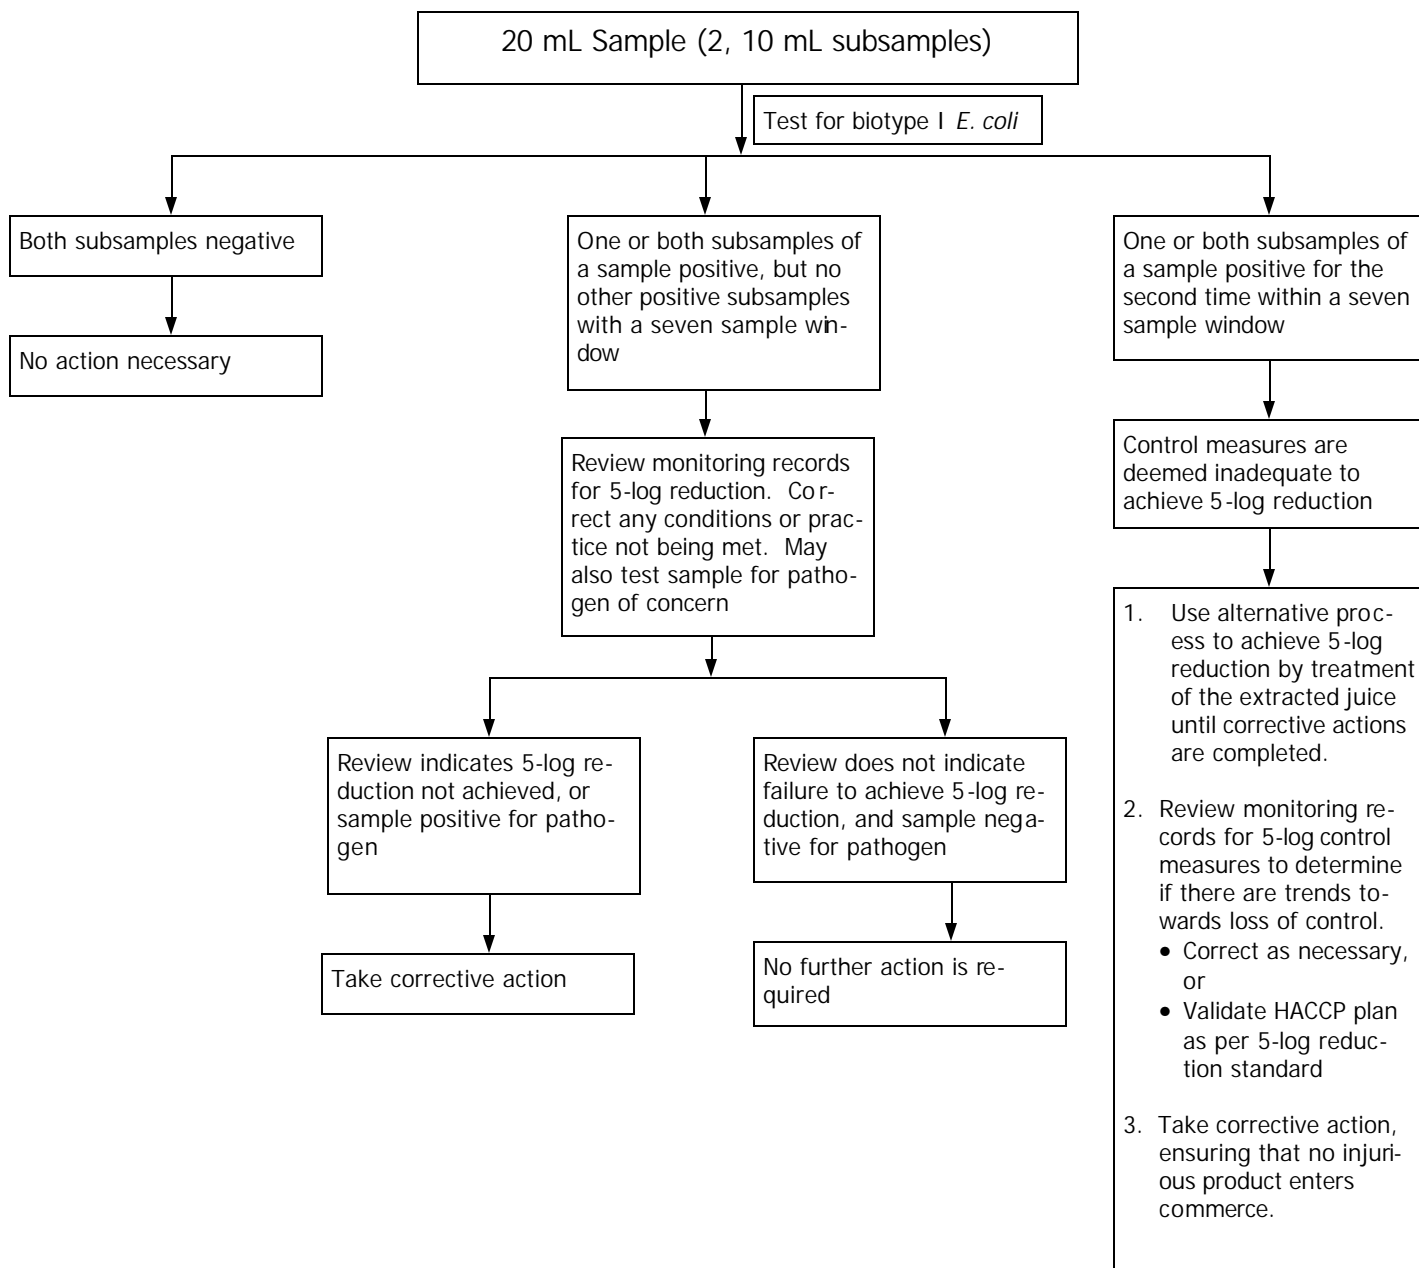 20 mL Sample (2, 10 mL subsamples)
Test for biotype I E. coli
Both subsamples negative
No action necessary
One or both subsamples of
a sample positive, but no
other positive subsamples
with a seven sample win-
dow
Review monitoring records
for 5-log reduction. Cor-
rect any conditions or prac-
tice not being met. May
also test sample for patho-
gen of concern
Review indicates 5-log re-
duction not achieved, or
sample positive for patho-
gen
Take corrective action
Review does not indicate
failure to achieve 5-log re-
duction, and sample nega-
tive for pathogen
No further action is re-
quired
One or both subsamples of
a sample positive for the
second time within a seven
sample window
Control measures are
deemed inadequate to
achieve 5-log reduction
1. Use alternative proc-
ess to achieve 5-log
reduction by treatment
of the extracted juice
until corrective actions
are completed.
2. Review monitoring re-
cords for 5-log control
measures to determine
if there are trends to-
wards loss of control.
• Correct as necessary,
or
• Validate HACCP plan
as per 5-log reduc-
tion standard
3. Take corrective action,
ensuring that no injuri-
ous product enters
commerce.